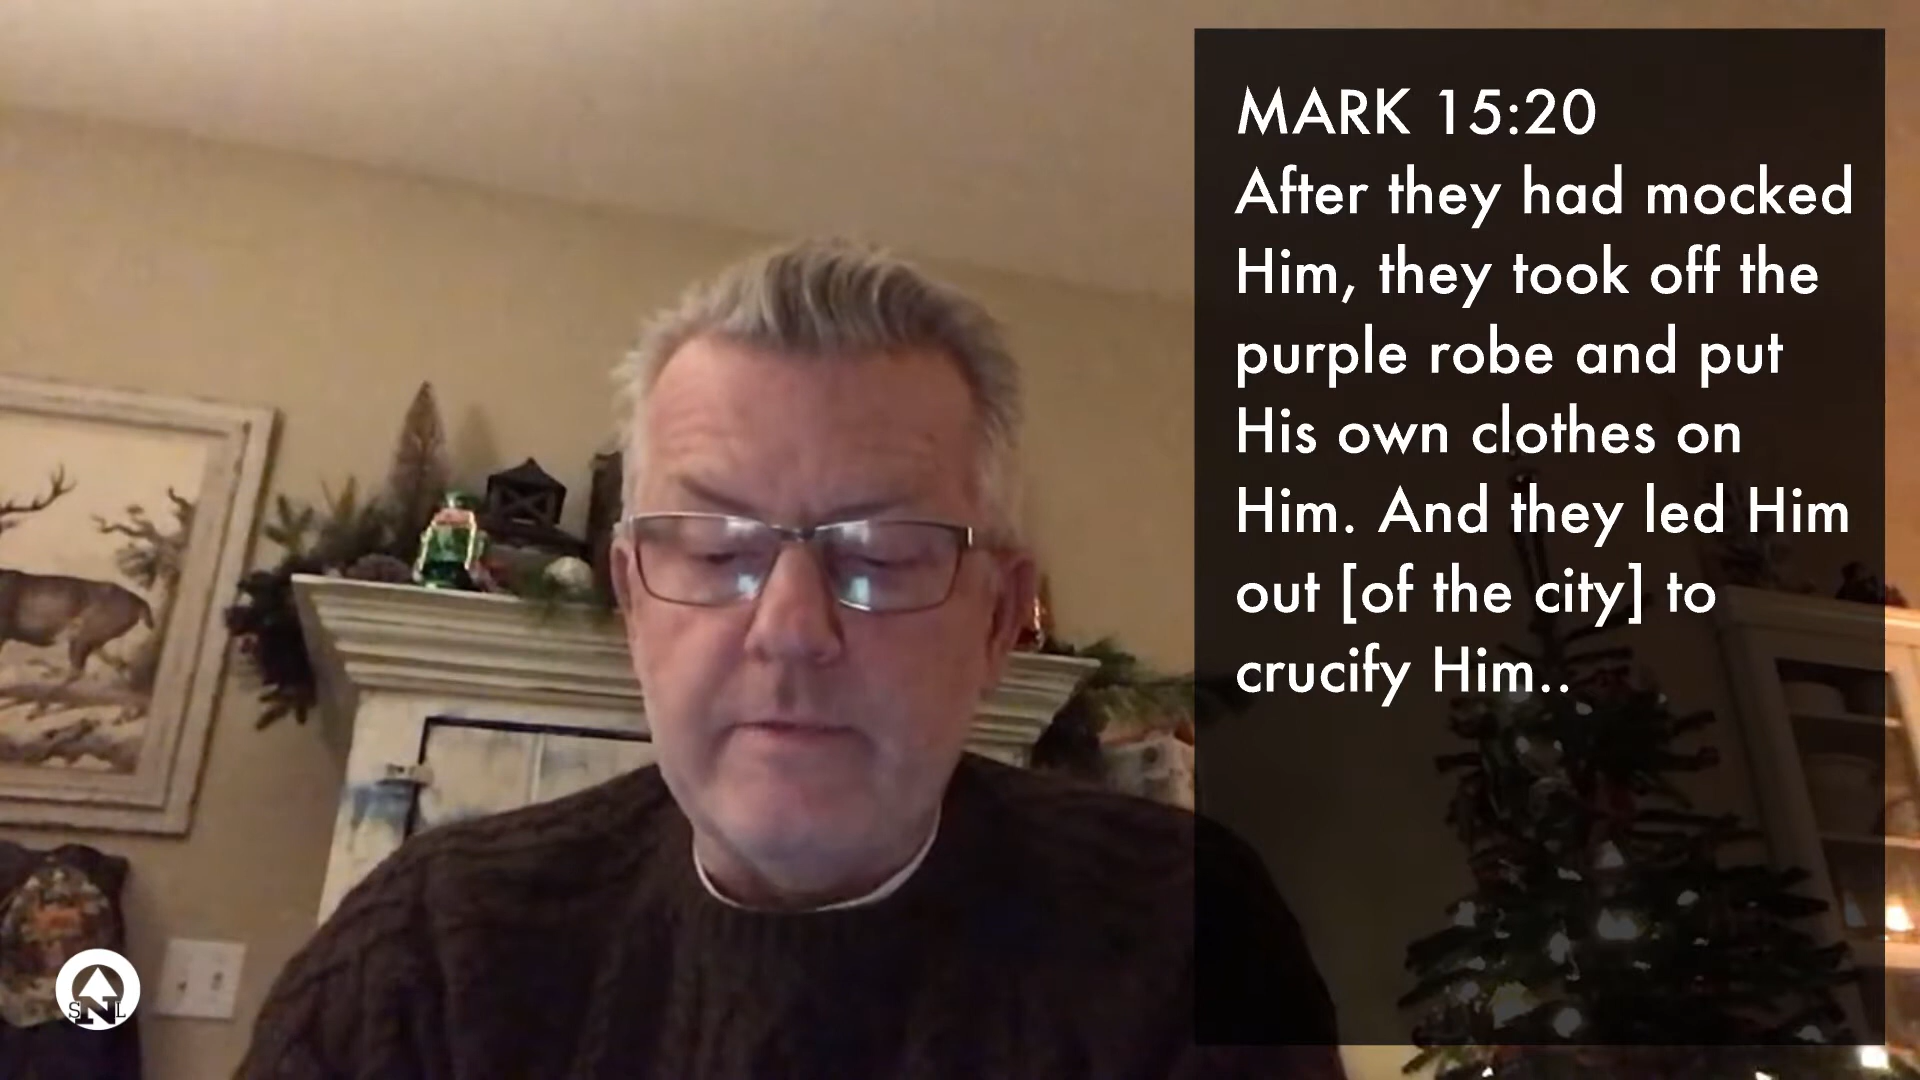 MARK 15:20
After they had mocked
Him, they took off the
purple robe and put
His own clothes on
Him. And they led Him
out [of the city] to
crucify Him..
SNL